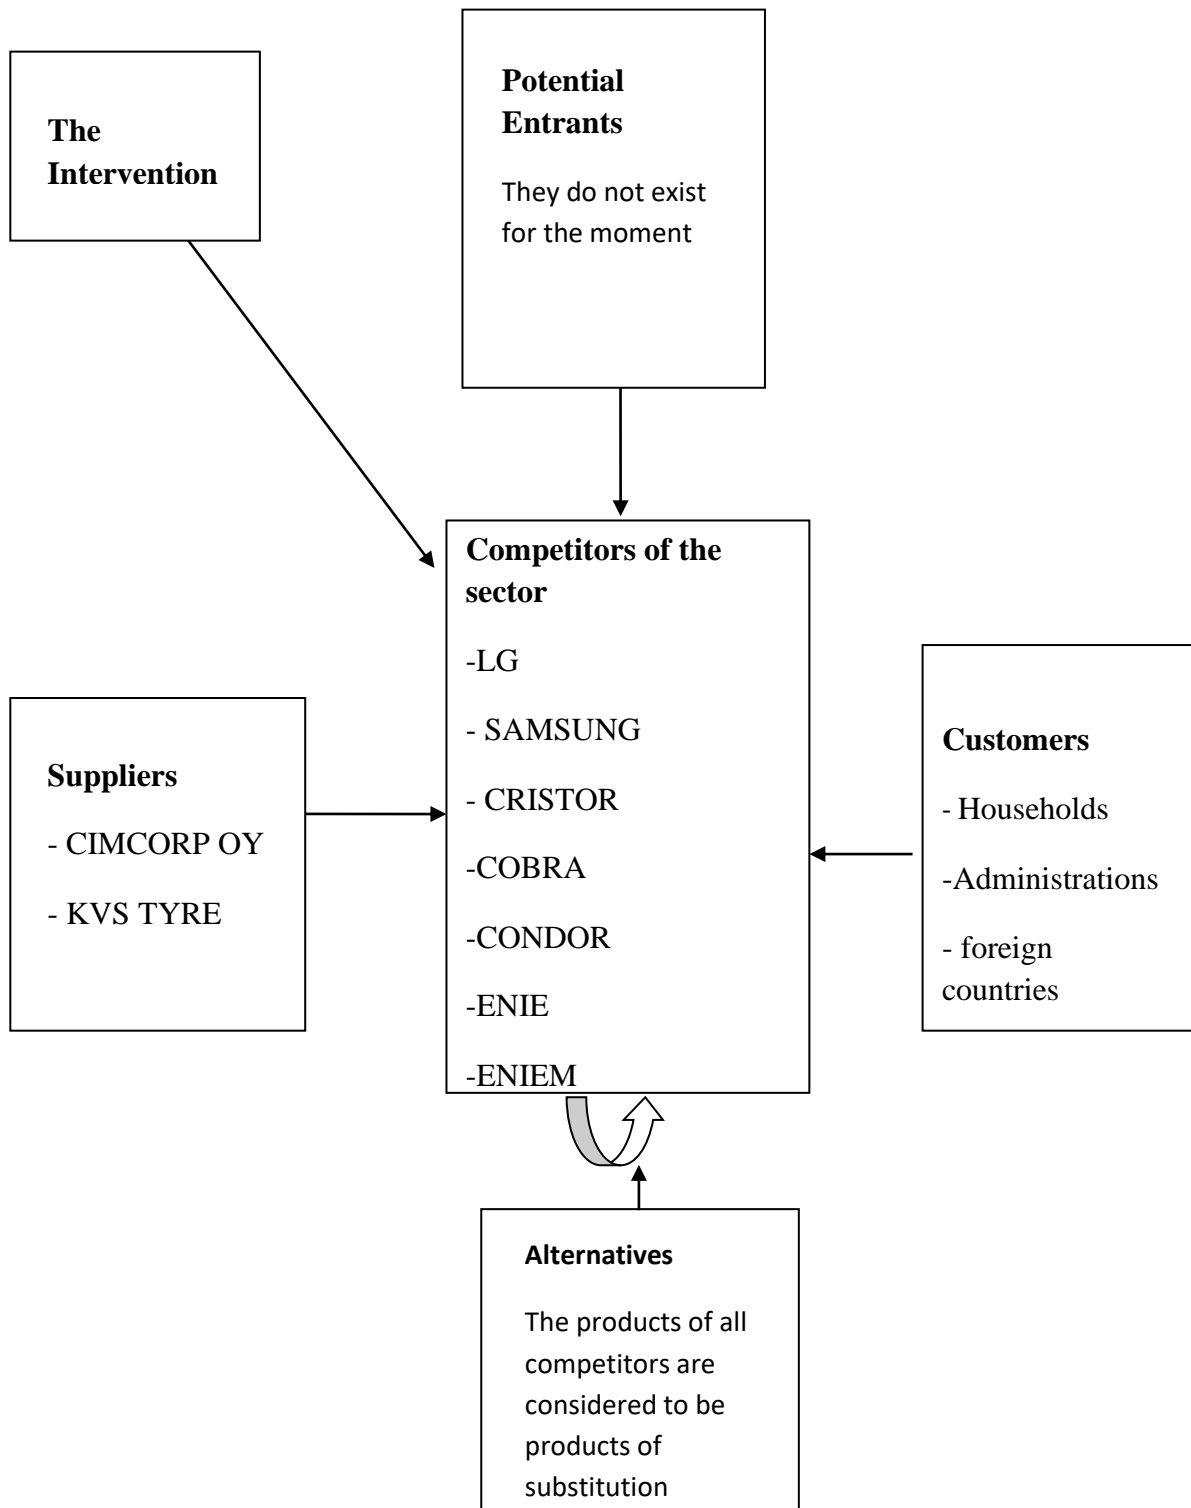 The
Intervention
Potential
Entrants
They do not exist
for the moment
Competitors of the
sector
-LG
- SAMSUNG
- CRISTOR
-COBRA
-CONDOR
-ENIE
-ENIEM
Suppliers
- CIMCORP OY
- KVS TYRE
Customers
- Households
-Administrations
- foreign
countries
Alternatives
The products of all
competitors are
considered to be
products of
substitution